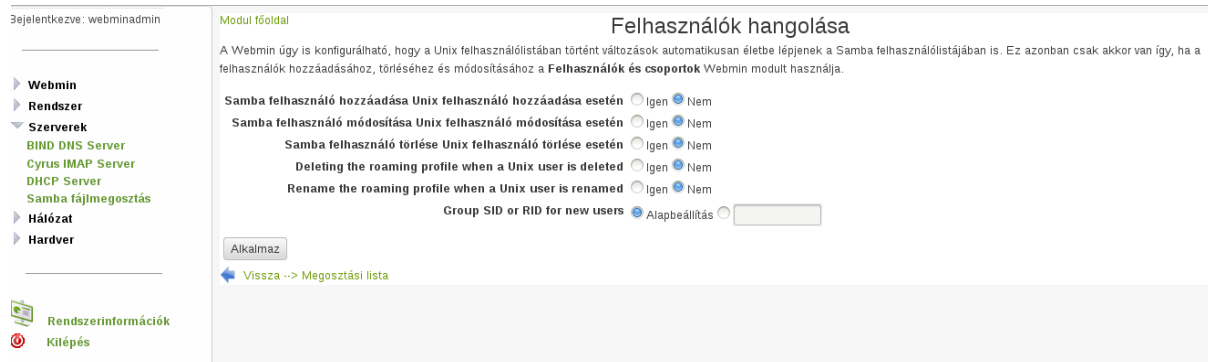 Bejelentkezve: webminadmin
Webmin
Rendszer
Szerverek
BIND DNS Server
Cyrus IMAP Server
DHCP Server
Samba fájlmegosztás
Hálózat
Hardver
Rendszerinformációk
Kilépés
Modul főoldal
Felhasználók hangolása
A Webmin úgy is konfigurálható, hogy a Unix felhasználólistában történt változások automatikusan életbe lépjenek a Samba felhasználólistájában is. Ez azonban csak akkor van így, ha a
felhasználók hozzáadásához, törléséhez és módosításához a Felhasználók és csoportok Webmin modult használja.
Samba felhasználó hozzáadása Unix felhasználó hozzáadása esetén Igen Nem
Samba felhasználó módosítása Unix felhasználó módosítása esetén Igen Nem
Samba felhasználó törlése Unix felhasználó törlése esetén Igen Nem
Deleting the roaming profile when a Unix user is deleted Igen Nem
Rename the roaming profile when a Unix user is renamed Igen Nem
Group SID or RID for new users Alapbeállítás
Alkalmaz
Vissza --> Megosztási lista